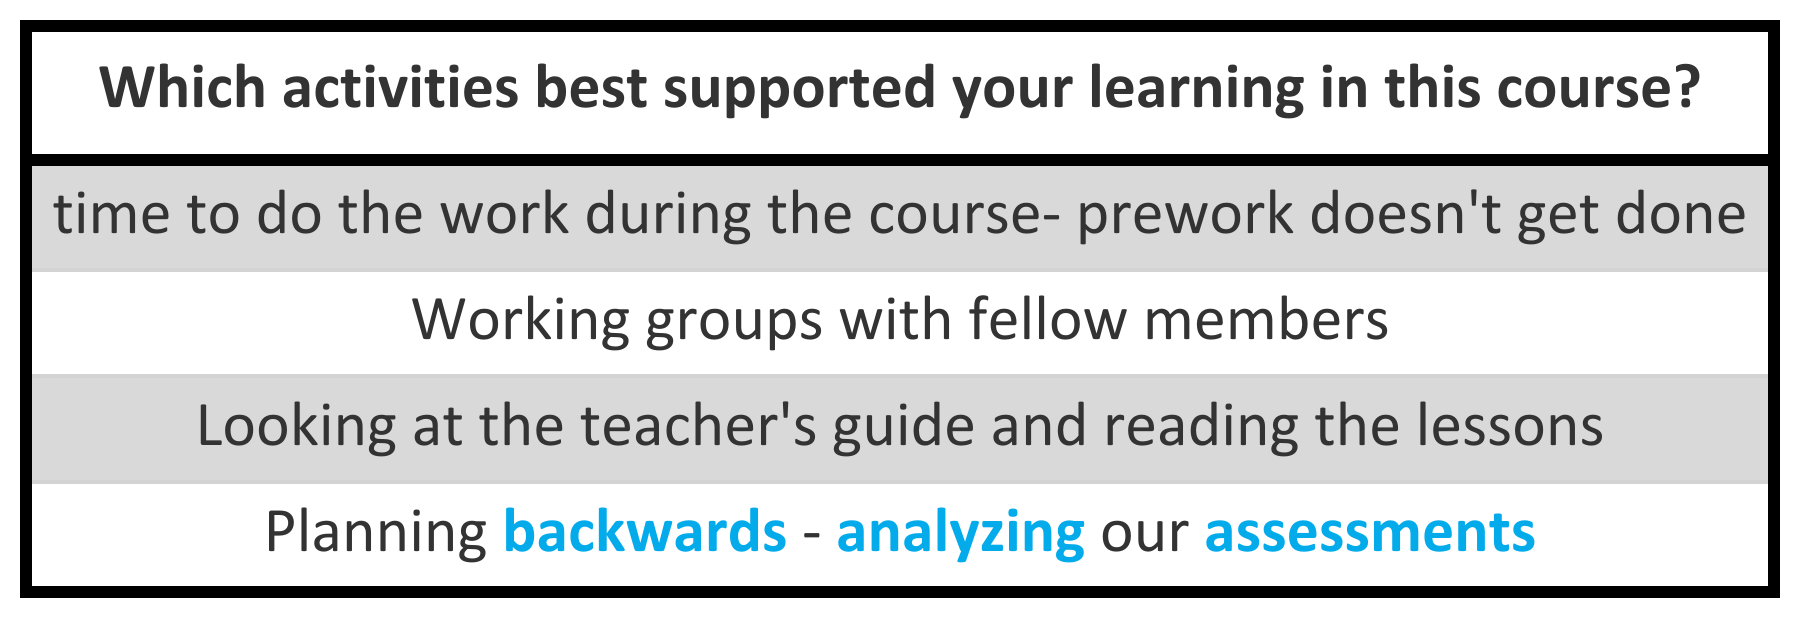 Which activities best supported your learning in this course?
time to do the work during the course- prework doesn't get done
Working groups with fellow members
Looking at the teacher's guide and reading the lessons
Planning backwards - analyzing our assessments